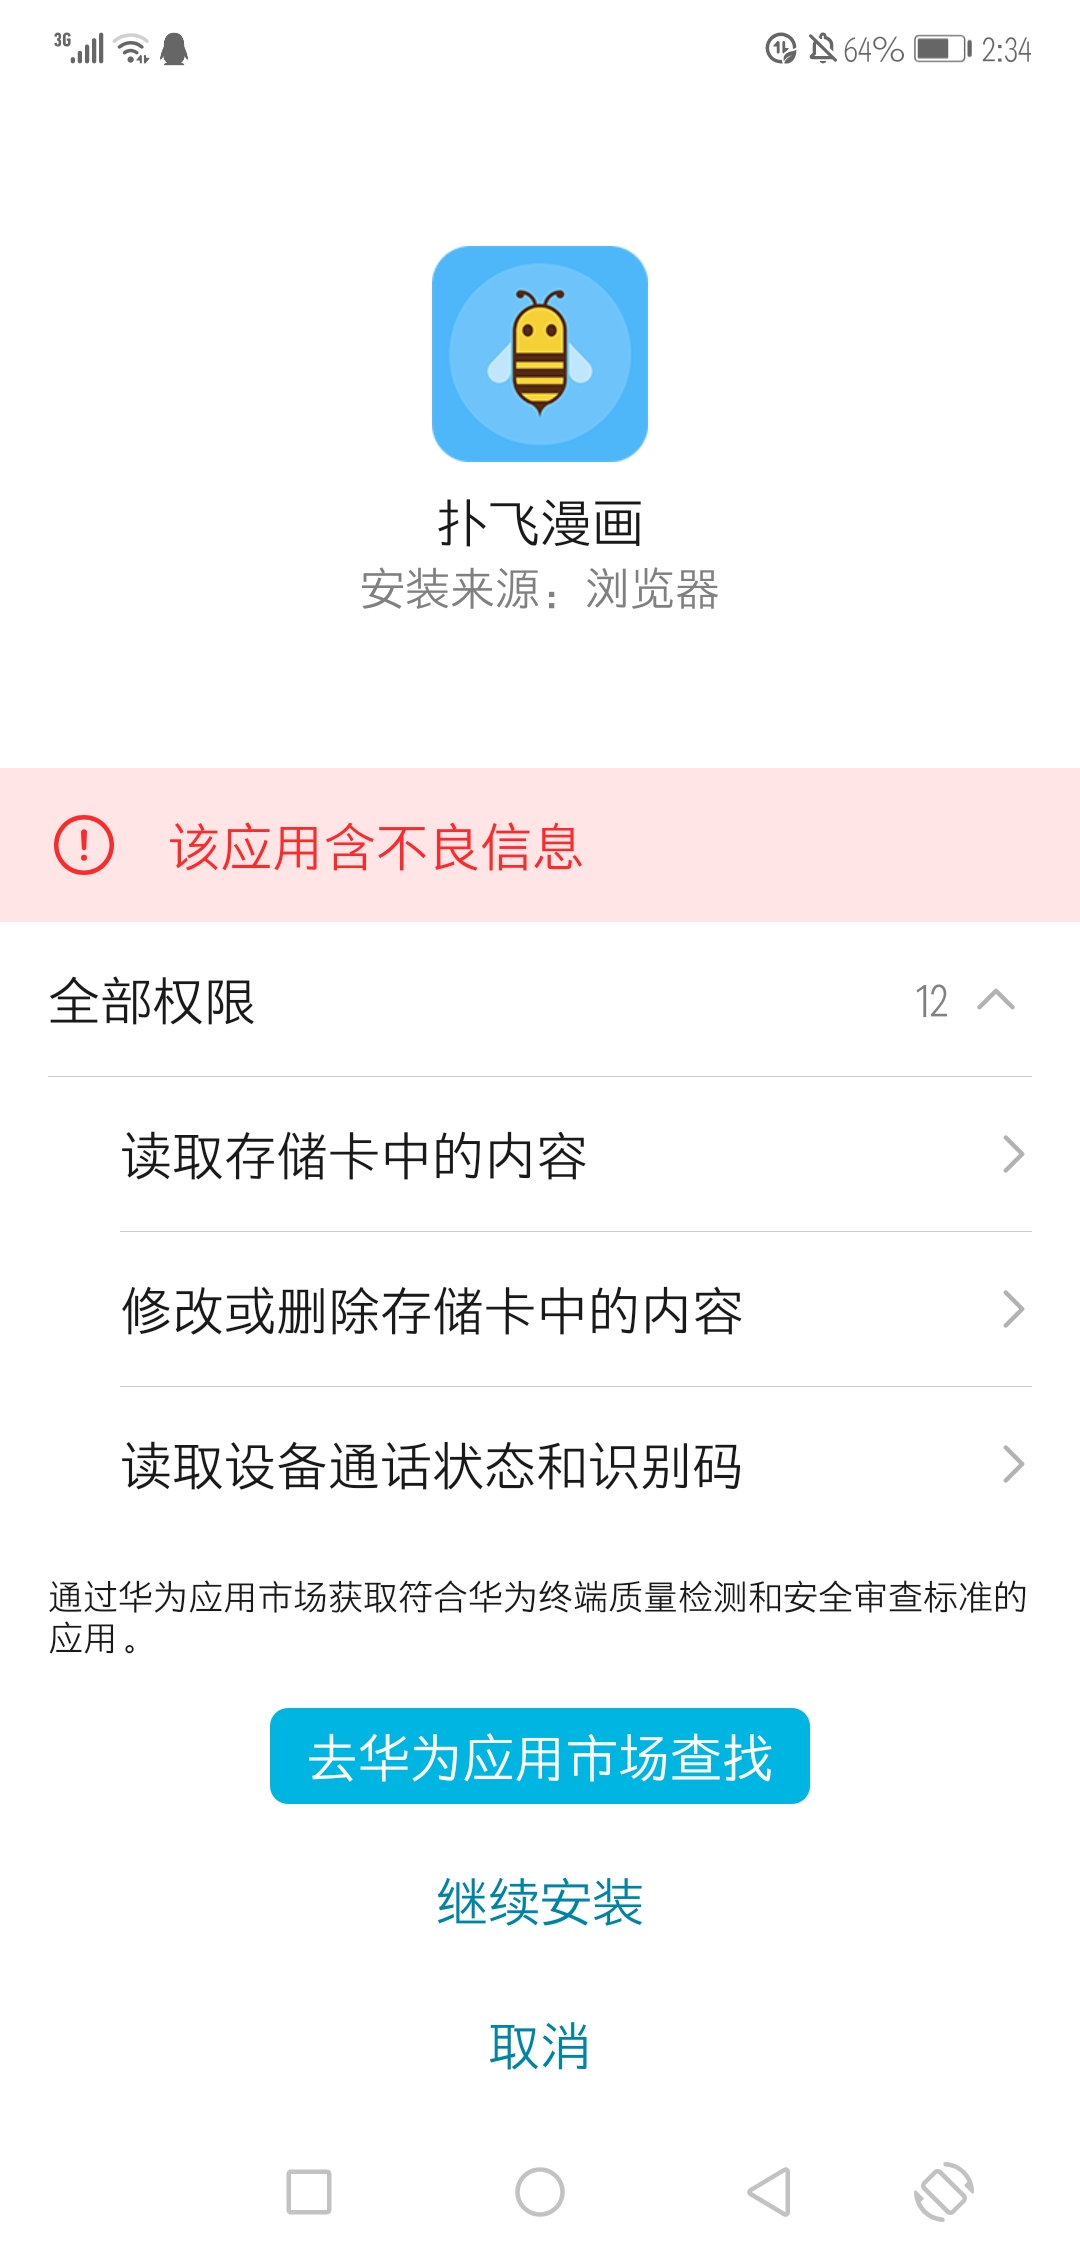 3G 64% 2:34
扑飞漫画
安装来源：浏览器
该应用含不良信息
全部权限 12
读取存储卡中的内容
修改或删除存储卡中的内容
读取设备通话状态和识别码
通过华为应用市场获取符合华为终端质量检测和安全审查标准的
应用。
去华为应用市场查找
继续安装
取消